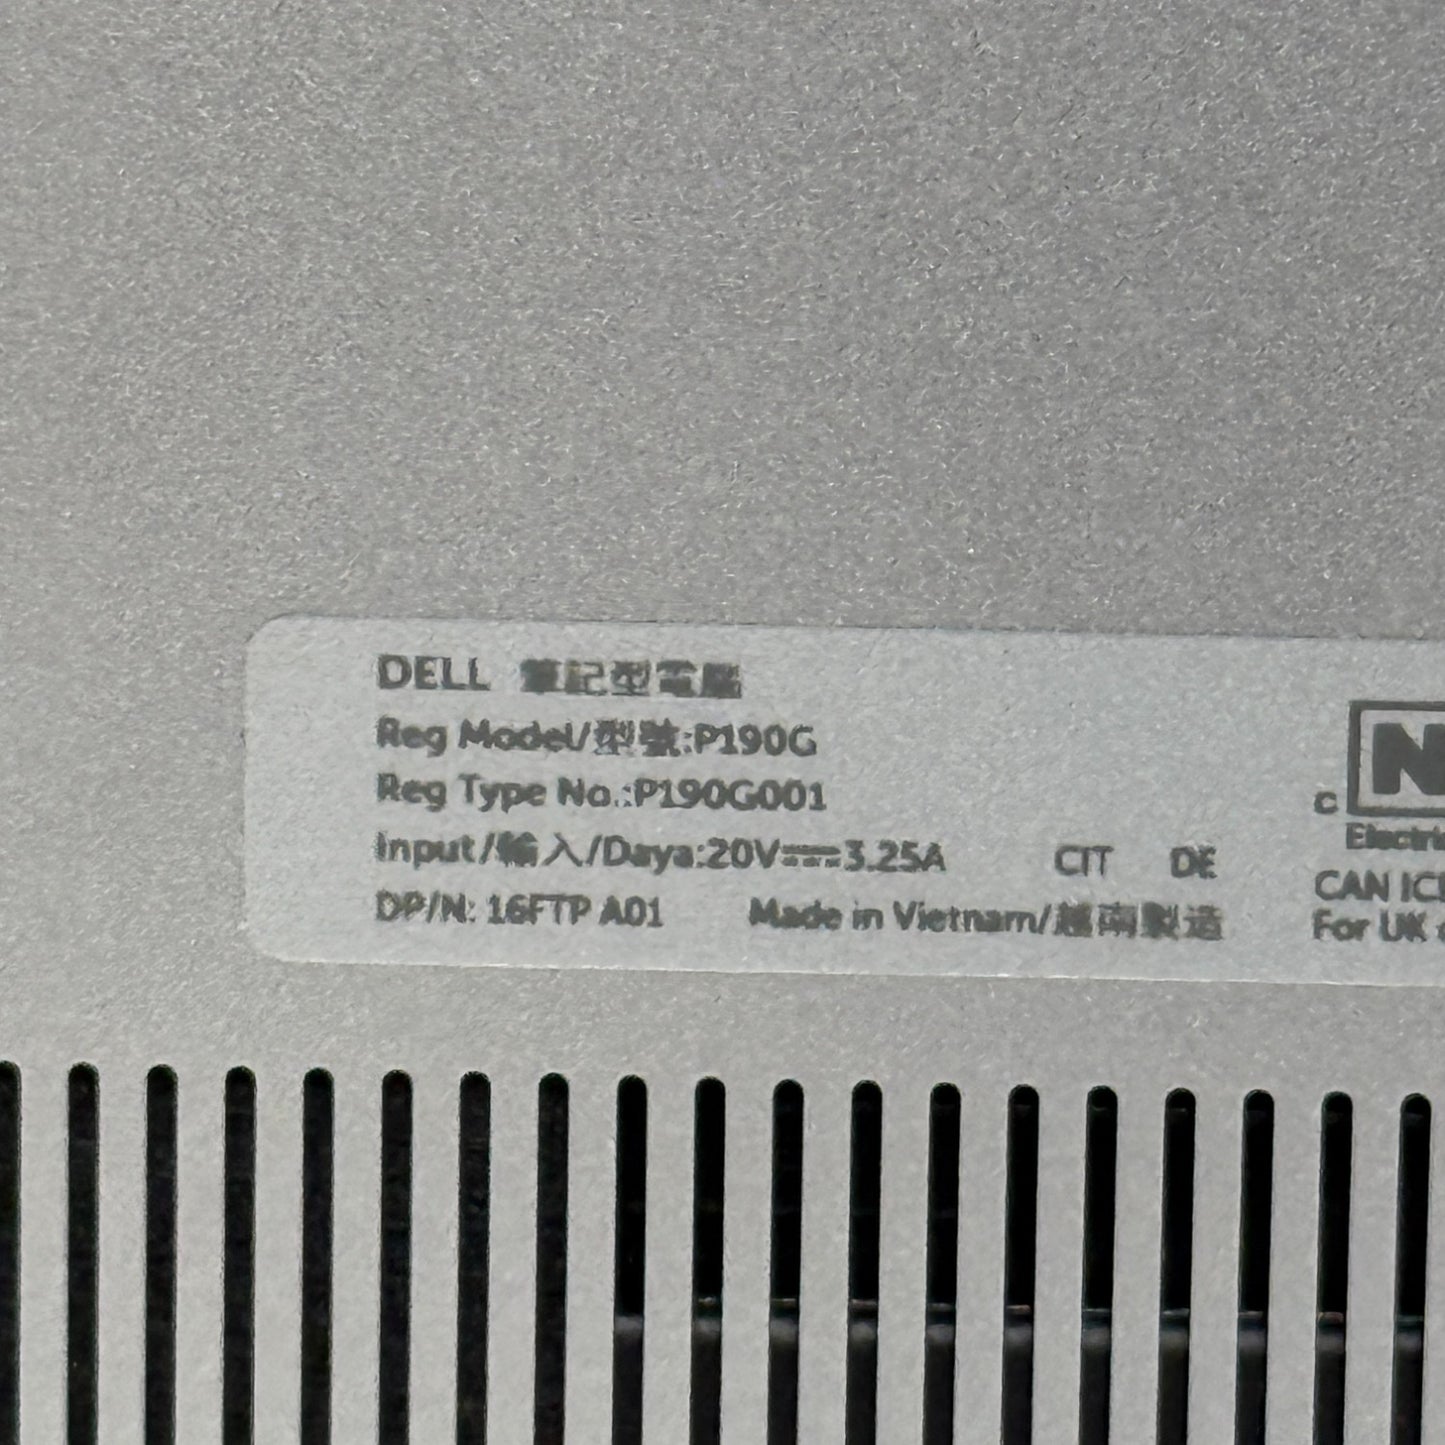 DELL 筆記型電腦
Reg Model/型號:P190G
Reg Type No.:P190G001
Input/輸入/Daya:20V⎓3.25A CIT DE
DP/N: 16FTP A01 Made in Vietnam/越南製造
N
c
Electric
CAN ICE
For UK